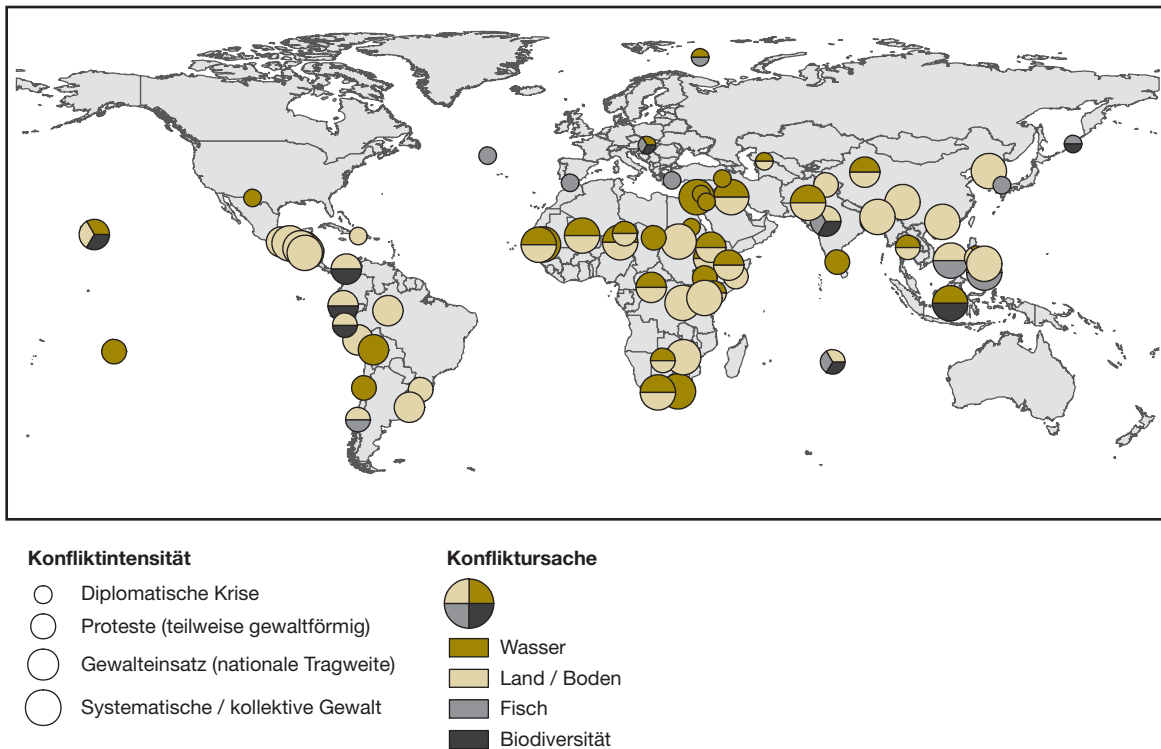 Konfliktintensität
Diplomatische Krise
Proteste (teilweise gewaltförmig)
Gewalteinsatz (nationale Tragweite)
Systematische / kollektive Gewalt
Konfliktursache
Wasser
Land / Boden
Fisch
Biodiversität